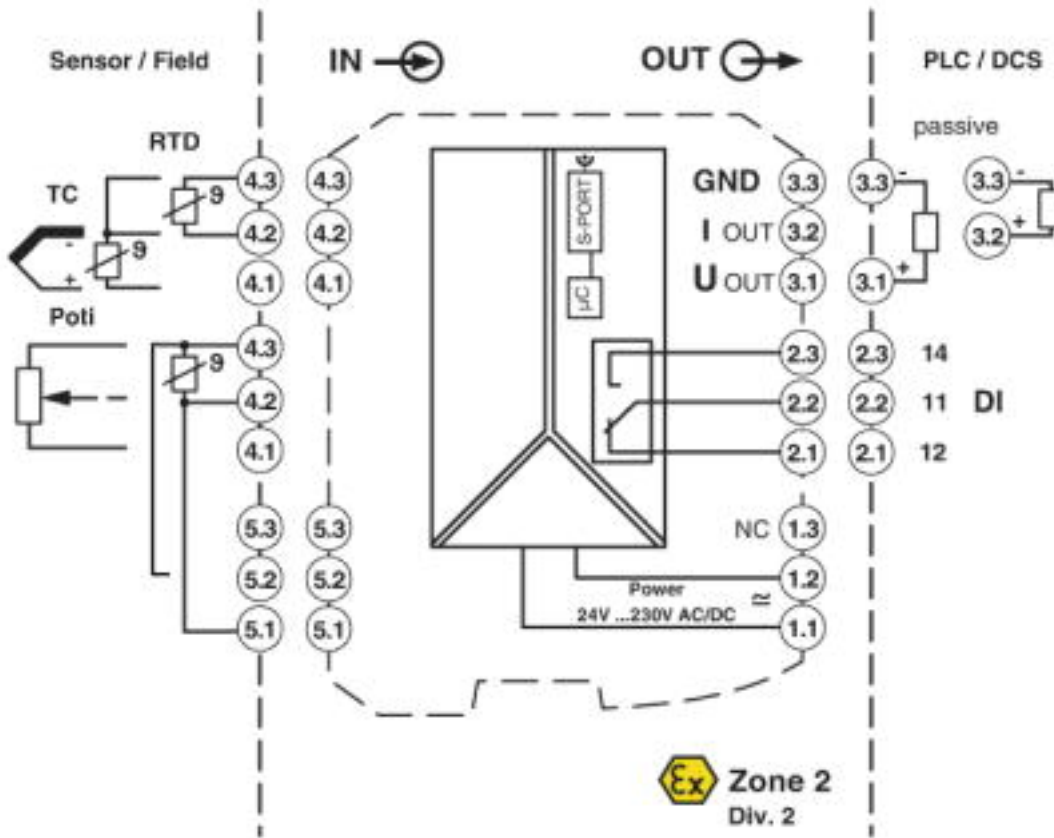 Sensor / Field
IN
OUT
PLC / DCS
passive
RTD
TC
ϑ
ϑ
-
+
4.3
4.2
4.1
4.3
4.2
4.1
S-PORT
µC
GND
I OUT
U OUT
3.3
3.2
3.1
3.3
3.1
-
+
3.3
3.2
-
+
Poti
ϑ
4.3
4.2
4.1
5.3
5.2
5.1
5.3
5.2
5.1
2.3
2.2
2.1
2.3
2.2
2.1
14
11
12
DI
NC
1.3
1.2
1.1
Power
24V ...230V AC/DC
≂
Ex
Zone 2
Div. 2